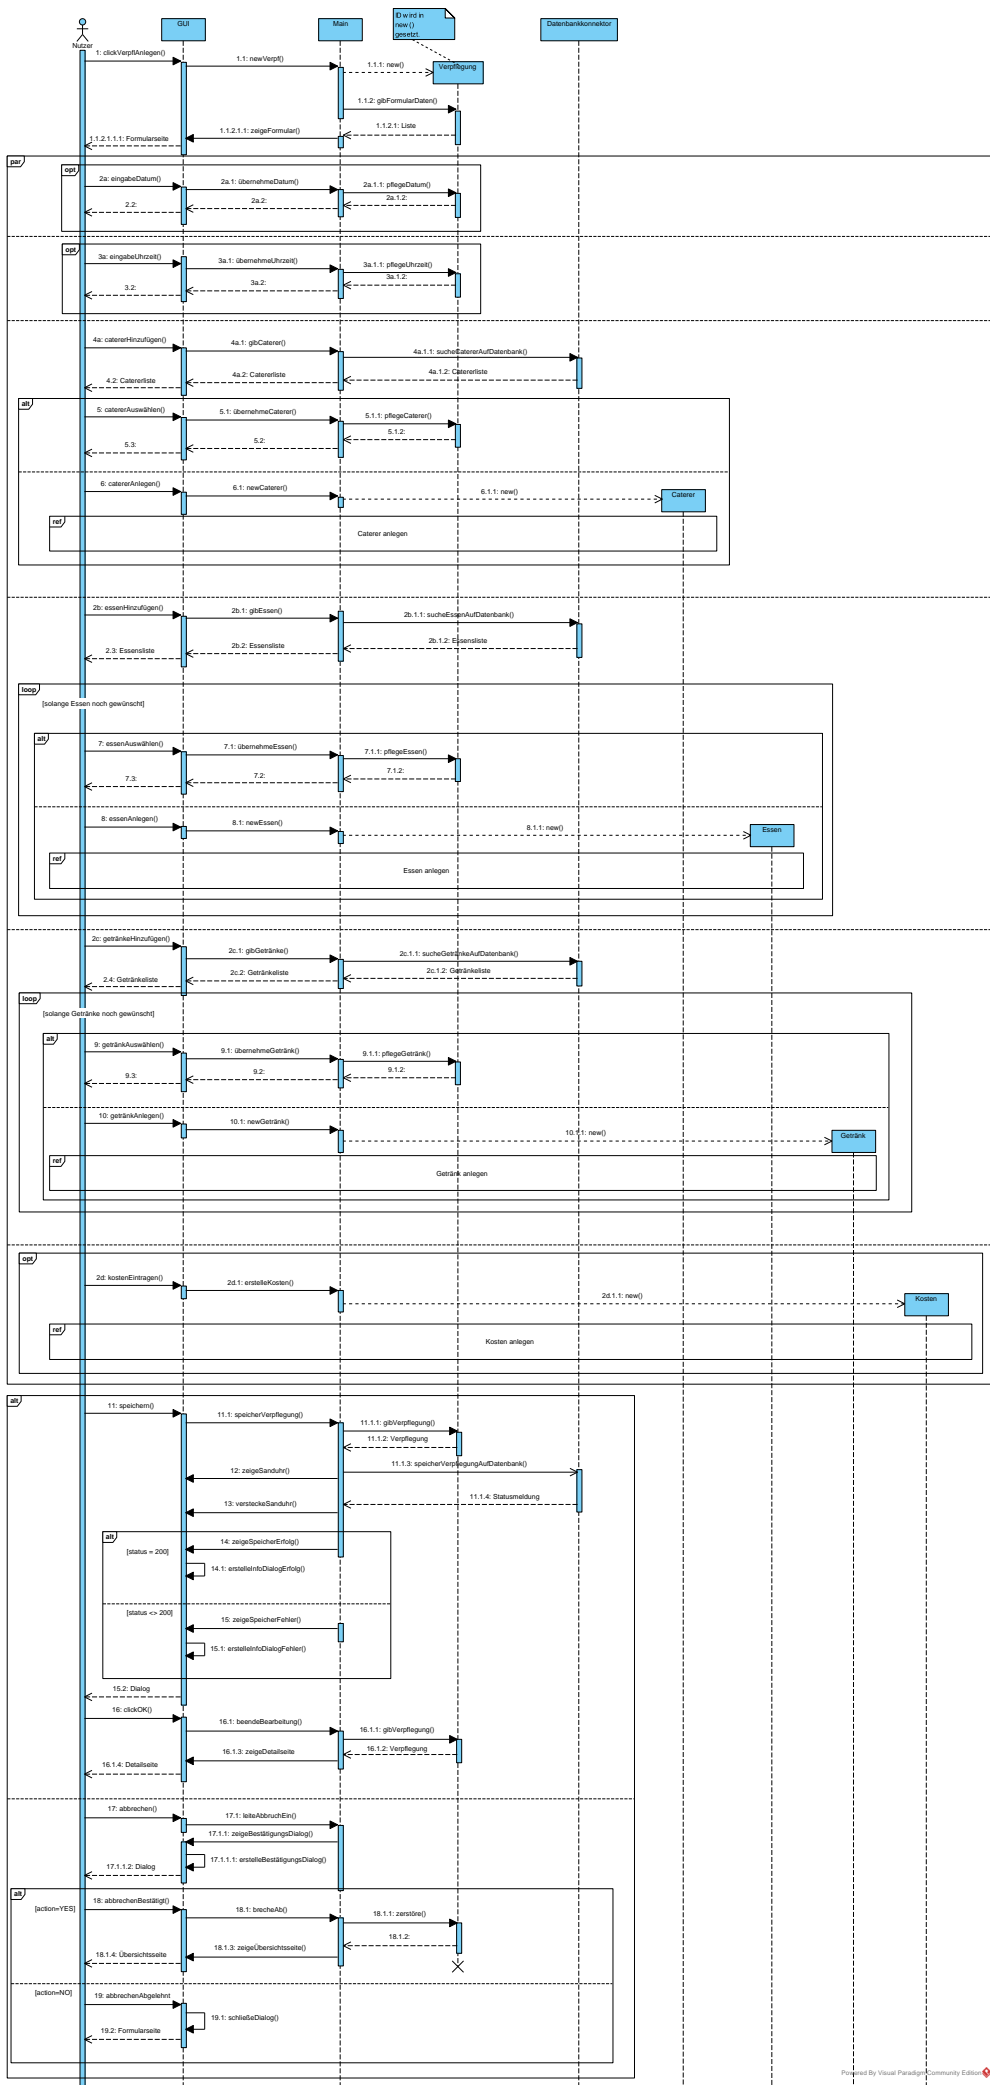 ID wird in
new ()
gesetzt.
GUI
Main
Datenbankkonnektor
Nutzer
1: clickVerpflAnlegen()
1.1: newVerpf()
1.1.1: new()
Verpflegung
1.1.2: gibFormularDaten()
1.1.2.1: Liste
1.1.2.1.1: zeigeFormular()
1.1.2.1.1.1: Formularseite
par
opt
2a: eingabeDatum()
2a.1: übernehmeDatum()
2a.1.1: pflegeDatum()
2a.1.2:
2a.2:
2.2:
opt
3a: eingabeUhrzeit()
3a.1: übernehmeUhrzeit()
3a.1.1: pflegeUhrzeit()
3a.1.2:
3a.2:
3.2:
4a: catererHinzufügen()
4a.1: gibCaterer()
4a.1.1: sucheCatererAufDatenbank()
4a.1.2: Catererliste
4a.2: Catererliste
4.2: Catererliste
alt
5: catererAuswählen()
5.1: übernehmeCaterer()
5.1.1: pflegeCaterer()
5.1.2:
5.2:
5.3:
6: catererAnlegen()
6.1: newCaterer()
6.1.1: new()
Caterer
ref
Caterer anlegen
2b: essenHinzufügen()
2b.1: gibEssen()
2b.1.1: sucheEssenAufDatenbank()
2b.1.2: Essensliste
2b.2: Essensliste
2.3: Essensliste
loop
[solange Essen noch gewünscht]
alt
7: essenAuswählen()
7.1: übernehmeEssen()
7.1.1: pflegeEssen()
7.1.2:
7.2:
7.3:
8: essenAnlegen()
8.1: newEssen()
8.1.1: new()
Essen
ref
Essen anlegen
2c: getränkeHinzufügen()
2c.1: gibGetränke()
2c.1.1: sucheGetränkeAufDatenbank()
2c.1.2: Getränkeliste
2c.2: Getränkeliste
2.4: Getränkeliste
loop
[solange Getränke noch gewünscht]
alt
9: getränkAuswählen()
9.1: übernehmeGetränk()
9.1.1: pflegeGetränk()
9.1.2:
9.2:
9.3:
10: getränkAnlegen()
10.1: newGetränk()
10.1.1: new()
Getränk
ref
Getränk anlegen
opt
2d: kostenEintragen()
2d.1: erstelleKosten()
2d.1.1: new()
Kosten
ref
Kosten anlegen
alt
11: speichern()
11.1: speicherVerpflegung()
11.1.1: gibVerpflegung()
11.1.2: Verpflegung
11.1.3: speicherVerpflegungAufDatenbank()
12: zeigeSanduhr()
11.1.4: Statusmeldung
13: versteckeSanduhr()
alt
[status = 200]
14: zeigeSpeicherErfolg()
14.1: erstelleInfoDialogErfolg()
[status <> 200]
15: zeigeSpeicherFehler()
15.1: erstelleInfoDialogFehler()
15.2: Dialog
16: clickOK()
16.1: beendeBearbeitung()
16.1.1: gibVerpflegung()
16.1.2: Verpflegung
16.1.3: zeigeDetailseite
16.1.4: Detailseite
17: abbrechen()
17.1: leiteAbbruchEin()
17.1.1: zeigeBestätigungsDialog()
17.1.1.1: erstelleBestätigungsDialog()
17.1.1.2: Dialog
alt
[action=YES]
18: abbrechenBestätigt()
18.1: brecheAb()
18.1.1: zerstöre()
18.1.2:
18.1.3: zeigeÜbersichtsseite()
18.1.4: Übersichtsseite
[action=NO]
19: abbrechenAbgelehnt
19.1: schließeDialog()
19.2: Formularseite
Powered By Visual Paradigm Community Edition